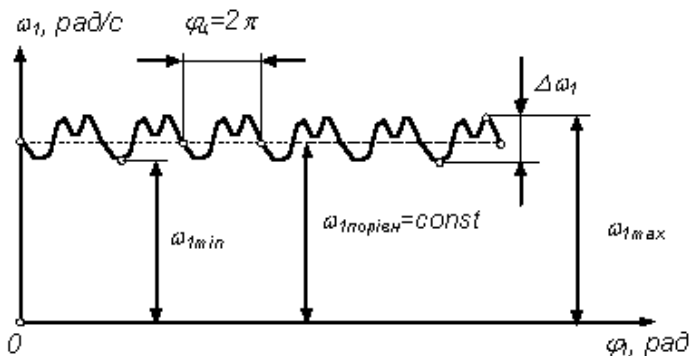 ω₁, рад/с
φц=2π
Δω₁
ω₁min
ω₁порівн=const
ω₁max
0
φ₁, рад